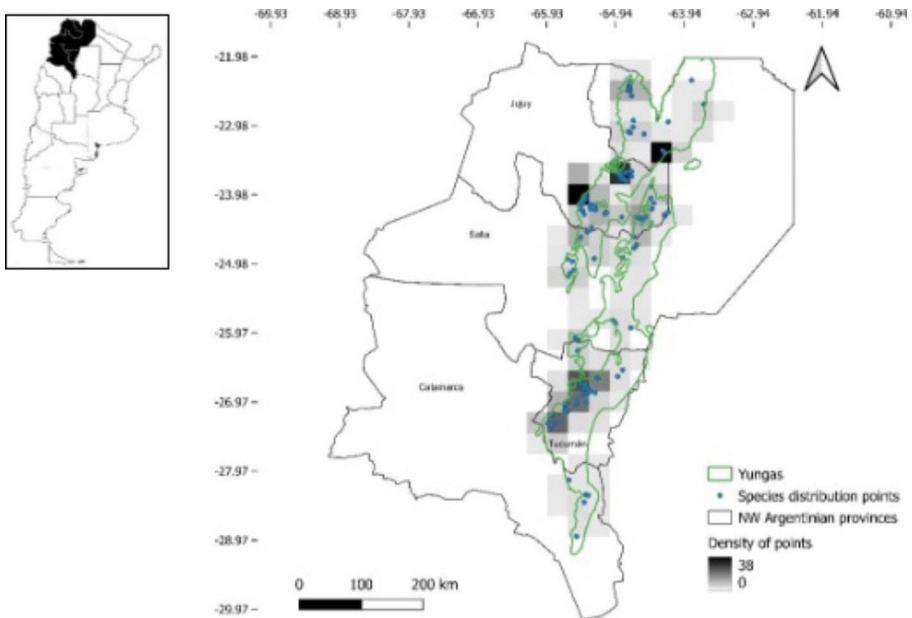 -69.93 -68.93 -67.93 -66.93 -65.93 -64.94 -63.94 -62.94 -61.94 -60.94
-21.98
-22.98
-23.98
-24.98
-25.97
-26.97
-27.97
-28.97
-29.97
Jujuy
Salta
Catamarca
Tucumán
Yungas
Species distribution points
NW Argentinian provinces
Density of points
38
0
0 100 200 km